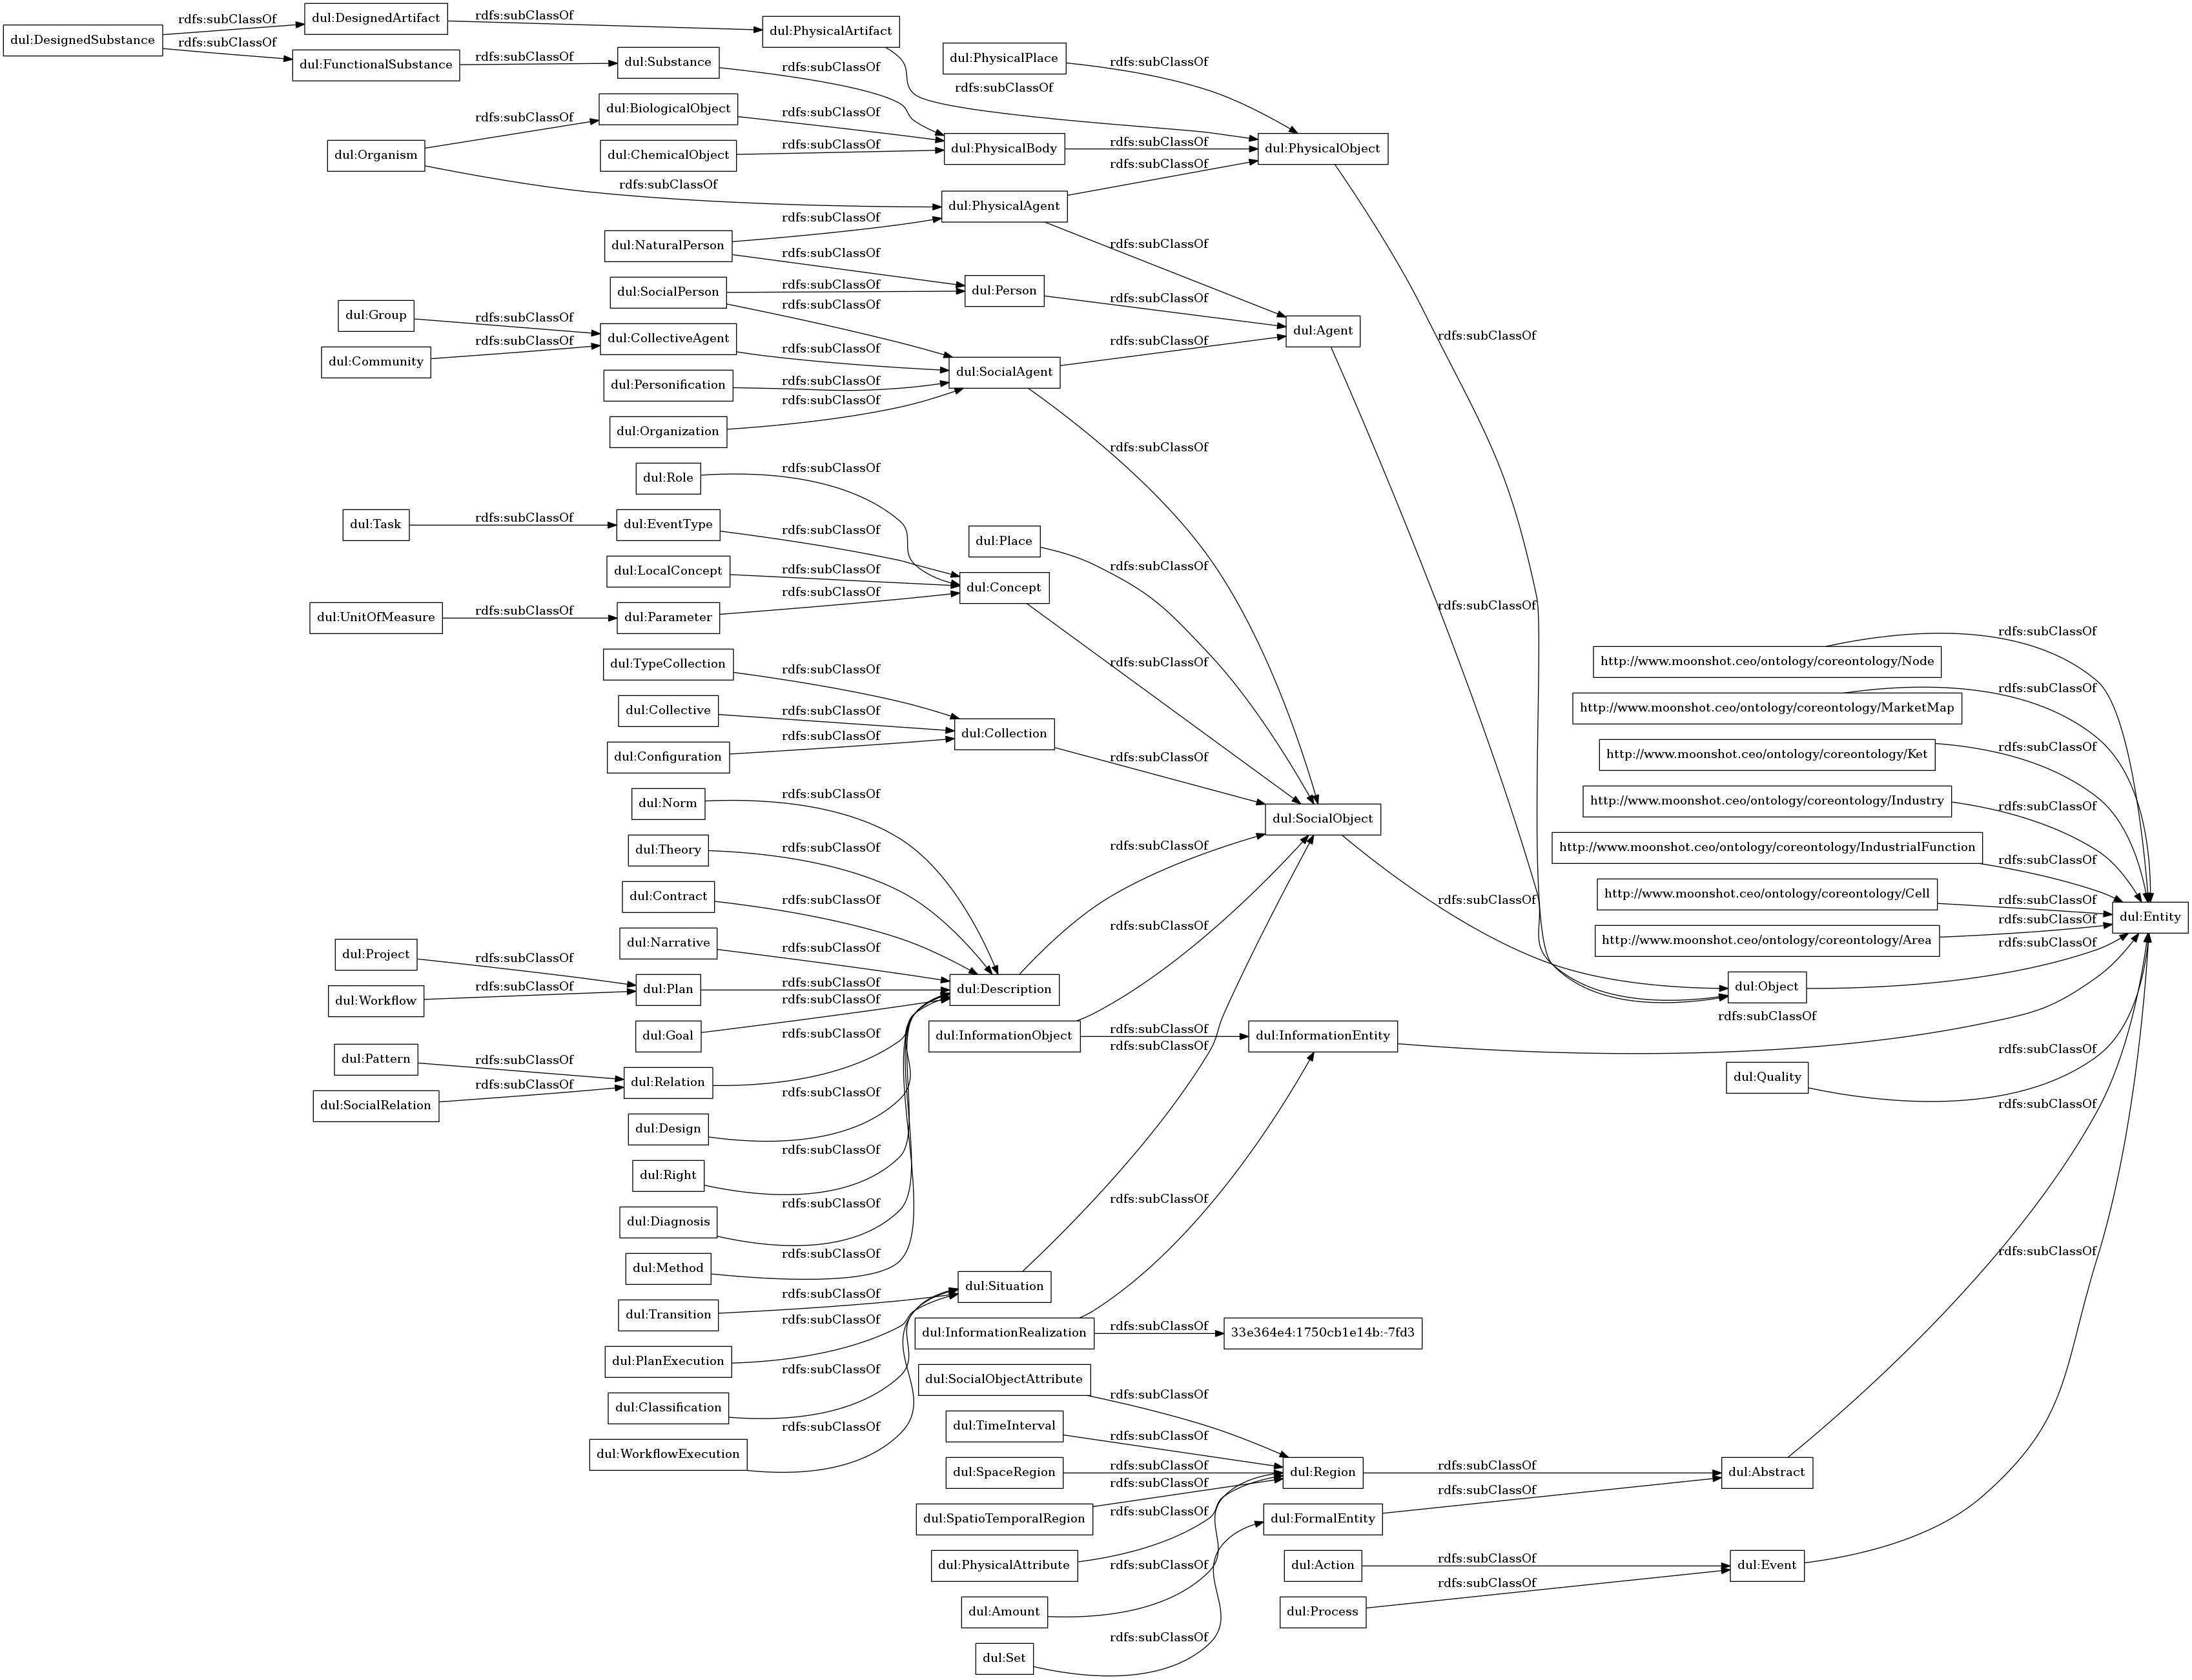 dul:DesignedSubstance
rdfs:subClassOf
dul:DesignedArtifact
rdfs:subClassOf
dul:PhysicalArtifact
rdfs:subClassOf
dul:FunctionalSubstance
rdfs:subClassOf
dul:Substance
rdfs:subClassOf
dul:PhysicalPlace
rdfs:subClassOf
rdfs:subClassOf
dul:BiologicalObject
rdfs:subClassOf
dul:Organism
rdfs:subClassOf
dul:ChemicalObject
rdfs:subClassOf
dul:PhysicalBody
rdfs:subClassOf
dul:PhysicalObject
rdfs:subClassOf
rdfs:subClassOf
dul:PhysicalAgent
rdfs:subClassOf
dul:NaturalPerson
rdfs:subClassOf
rdfs:subClassOf
rdfs:subClassOf
dul:SocialPerson
rdfs:subClassOf
dul:Person
rdfs:subClassOf
rdfs:subClassOf
dul:Group
rdfs:subClassOf
dul:CollectiveAgent
rdfs:subClassOf
dul:Agent
rdfs:subClassOf
dul:Community
rdfs:subClassOf
dul:SocialAgent
rdfs:subClassOf
dul:Personification
rdfs:subClassOf
dul:Organization
rdfs:subClassOf
rdfs:subClassOf
dul:Role
rdfs:subClassOf
dul:Task
rdfs:subClassOf
dul:EventType
rdfs:subClassOf
dul:Place
rdfs:subClassOf
dul:LocalConcept
rdfs:subClassOf
dul:Concept
rdfs:subClassOf
dul:UnitOfMeasure
rdfs:subClassOf
dul:Parameter
rdfs:subClassOf
rdfs:subClassOf
dul:TypeCollection
rdfs:subClassOf
dul:Collective
rdfs:subClassOf
dul:Collection
rdfs:subClassOf
dul:Configuration
rdfs:subClassOf
http://www.moonshot.ceo/ontology/coreontology/Node
rdfs:subClassOf
http://www.moonshot.ceo/ontology/coreontology/MarketMap
rdfs:subClassOf
http://www.moonshot.ceo/ontology/coreontology/Ket
rdfs:subClassOf
http://www.moonshot.ceo/ontology/coreontology/Industry
rdfs:subClassOf
http://www.moonshot.ceo/ontology/coreontology/IndustrialFunction
rdfs:subClassOf
http://www.moonshot.ceo/ontology/coreontology/Cell
rdfs:subClassOf
http://www.moonshot.ceo/ontology/coreontology/Area
rdfs:subClassOf
dul:Entity
dul:Norm
rdfs:subClassOf
dul:SocialObject
rdfs:subClassOf
dul:Theory
rdfs:subClassOf
rdfs:subClassOf
dul:Contract
rdfs:subClassOf
dul:Narrative
rdfs:subClassOf
dul:Project
rdfs:subClassOf
dul:Workflow
rdfs:subClassOf
dul:Plan
rdfs:subClassOf
dul:Description
rdfs:subClassOf
dul:Object
rdfs:subClassOf
dul:Goal
rdfs:subClassOf
dul:InformationObject
rdfs:subClassOf
rdfs:subClassOf
dul:InformationEntity
rdfs:subClassOf
dul:Pattern
rdfs:subClassOf
dul:SocialRelation
rdfs:subClassOf
dul:Relation
rdfs:subClassOf
dul:Quality
rdfs:subClassOf
dul:Design
rdfs:subClassOf
dul:Right
rdfs:subClassOf
dul:Diagnosis
rdfs:subClassOf
dul:Method
rdfs:subClassOf
dul:Transition
rdfs:subClassOf
dul:Situation
rdfs:subClassOf
dul:InformationRealization
rdfs:subClassOf
rdfs:subClassOf
33e364e4:1750cb1e14b:-7fd3
dul:PlanExecution
rdfs:subClassOf
dul:Classification
rdfs:subClassOf
dul:WorkflowExecution
rdfs:subClassOf
dul:SocialObjectAttribute
rdfs:subClassOf
dul:TimeInterval
rdfs:subClassOf
dul:SpaceRegion
rdfs:subClassOf
dul:Region
rdfs:subClassOf
dul:Abstract
rdfs:subClassOf
dul:SpatioTemporalRegion
rdfs:subClassOf
dul:FormalEntity
rdfs:subClassOf
dul:PhysicalAttribute
rdfs:subClassOf
dul:Action
rdfs:subClassOf
dul:Event
rdfs:subClassOf
dul:Amount
rdfs:subClassOf
dul:Process
rdfs:subClassOf
dul:Set
rdfs:subClassOf